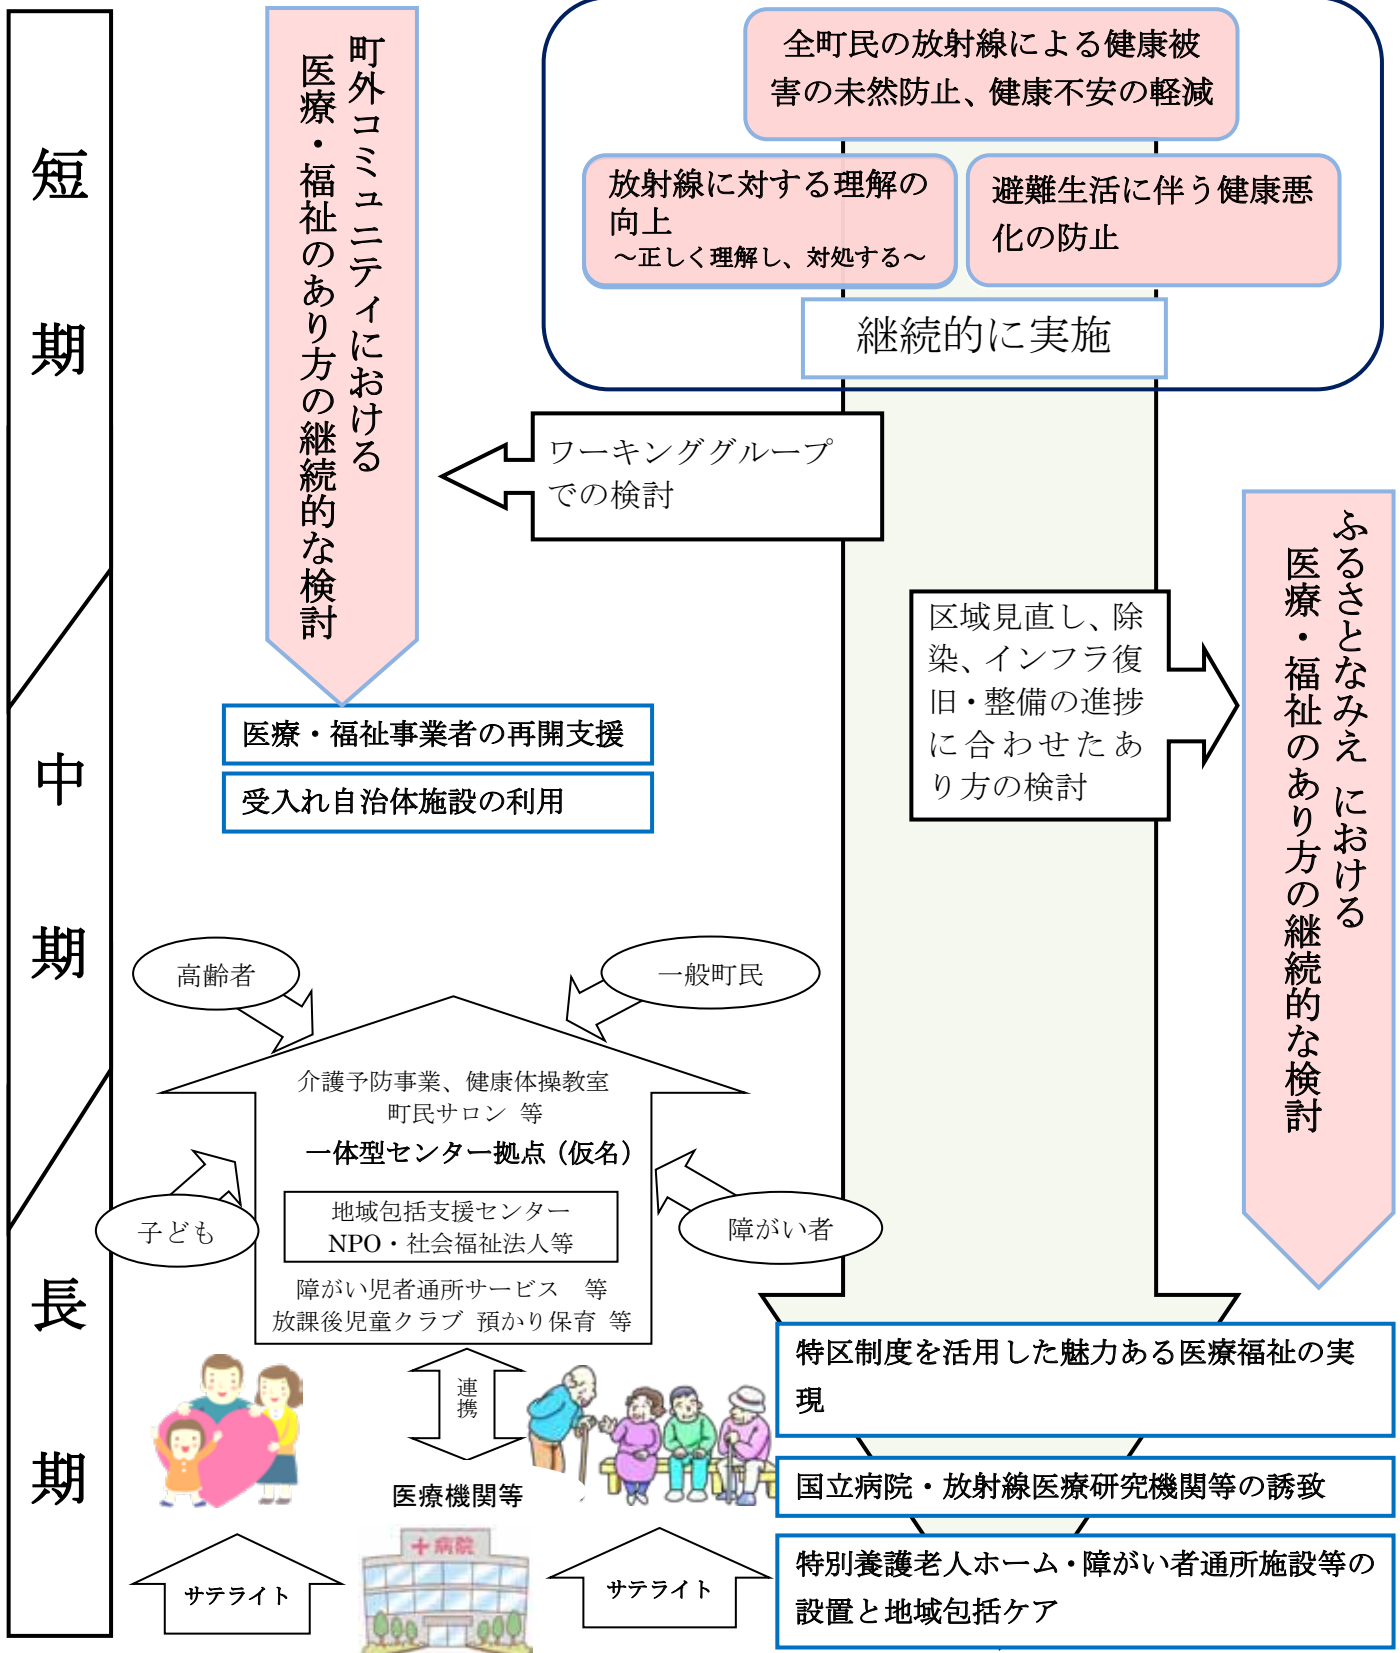 短
期
中
期
長
期
町外コミュニティにおける
医療・福祉のあり方の継続的な検討
全町民の放射線による健康被
害の未然防止、健康不安の軽減
放射線に対する理解の
向上
～正しく理解し、対処する～
避難生活に伴う健康悪
化の防止
継続的に実施
ワーキンググループ
での検討
区域見直し、除
染、インフラ復
旧・整備の進捗
に合わせたあ
り方の検討
ふるさとなみえ における
医療・福祉のあり方の継続的な検討
医療・福祉事業者の再開支援
受入れ自治体施設の利用
高齢者
一般町民
介護予防事業、健康体操教室
町民サロン 等
一体型センター拠点（仮名）
地域包括支援センター
NPO・社会福祉法人等
子ども
障がい者
障がい児者通所サービス　等
放課後児童クラブ 預かり保育 等
連携
医療機関等
病院
サテライト
サテライト
特区制度を活用した魅力ある医療福祉の実
現
国立病院・放射線医療研究機関等の誘致
特別養護老人ホーム・障がい者通所施設等の
設置と地域包括ケア